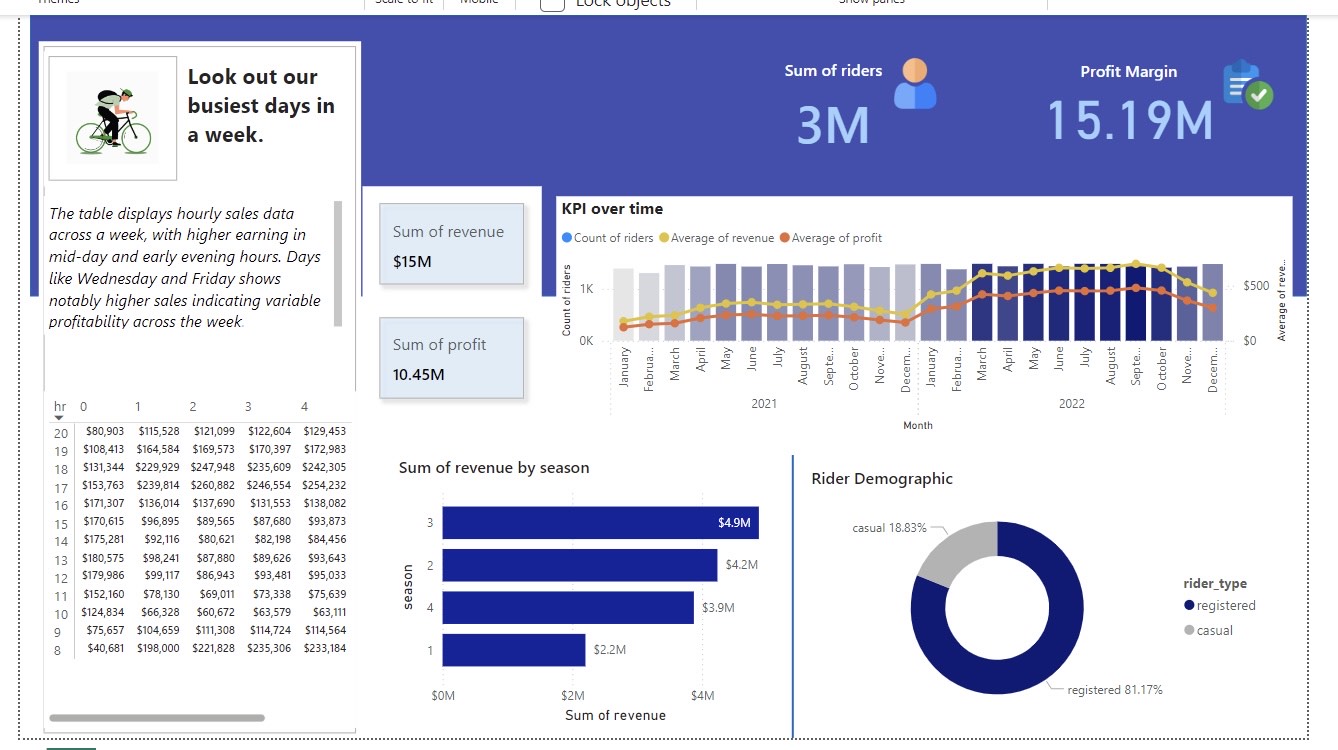 Themes
Scale to fit
Mobile
Lock objects
Show panes
Look out our
busiest days in
a week.
The table displays hourly sales data
across a week, with higher earning in
mid-day and early evening hours. Days
like Wednesday and Friday shows
notably higher sales indicating variable
profitability across the week.
Sum of riders
3M
Profit Margin
15.19M
Sum of revenue
$15M
Sum of profit
10.45M
KPI over time
Count of riders Average of revenue Average of profit
Count of riders
1K
0K
$500
$0
Average of reve...
January Februa... March April May June July August Septe... October Nove... Decem... January Februa... March April May June July August Septe... October Nove... Decem...
2021 2022
Month
hr 0 1 2 3 4
20 $80,903 $115,528 $121,099 $122,604 $129,453
19 $108,413 $164,584 $169,573 $170,397 $172,983
18 $131,344 $229,929 $247,948 $235,609 $242,305
17 $153,763 $239,814 $260,882 $246,554 $254,232
16 $171,307 $136,014 $137,690 $131,553 $138,082
15 $170,615 $96,895 $89,565 $87,680 $93,873
14 $175,281 $92,116 $80,621 $82,198 $84,456
13 $180,575 $98,241 $87,880 $89,626 $93,643
12 $179,986 $99,117 $86,943 $93,481 $95,033
11 $152,160 $78,130 $69,011 $73,338 $75,639
10 $124,834 $66,328 $60,672 $63,579 $63,111
9 $75,657 $104,659 $111,308 $114,724 $114,564
8 $40,681 $198,000 $221,828 $235,306 $233,184
Sum of revenue by season
season
3 $4.9M
2 $4.2M
4 $3.9M
1 $2.2M
$0M $2M $4M
Sum of revenue
Rider Demographic
casual 18.83%
registered 81.17%
rider_type
registered
casual